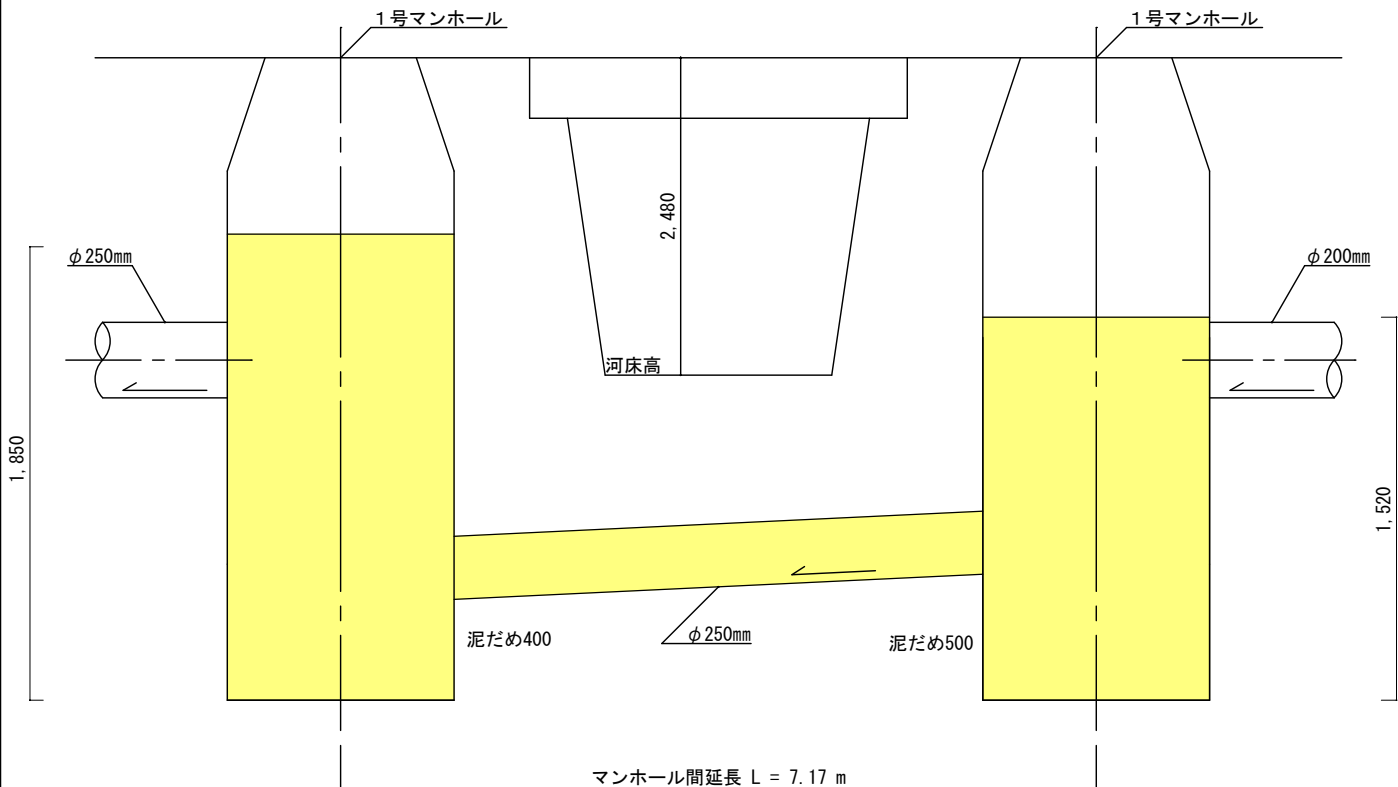 1号マンホール
1号マンホール
2,480
φ250mm
φ200mm
河床高
1,850
1,520
泥だめ400
φ250mm
泥だめ500
マンホール間延長 L = 7.17 m